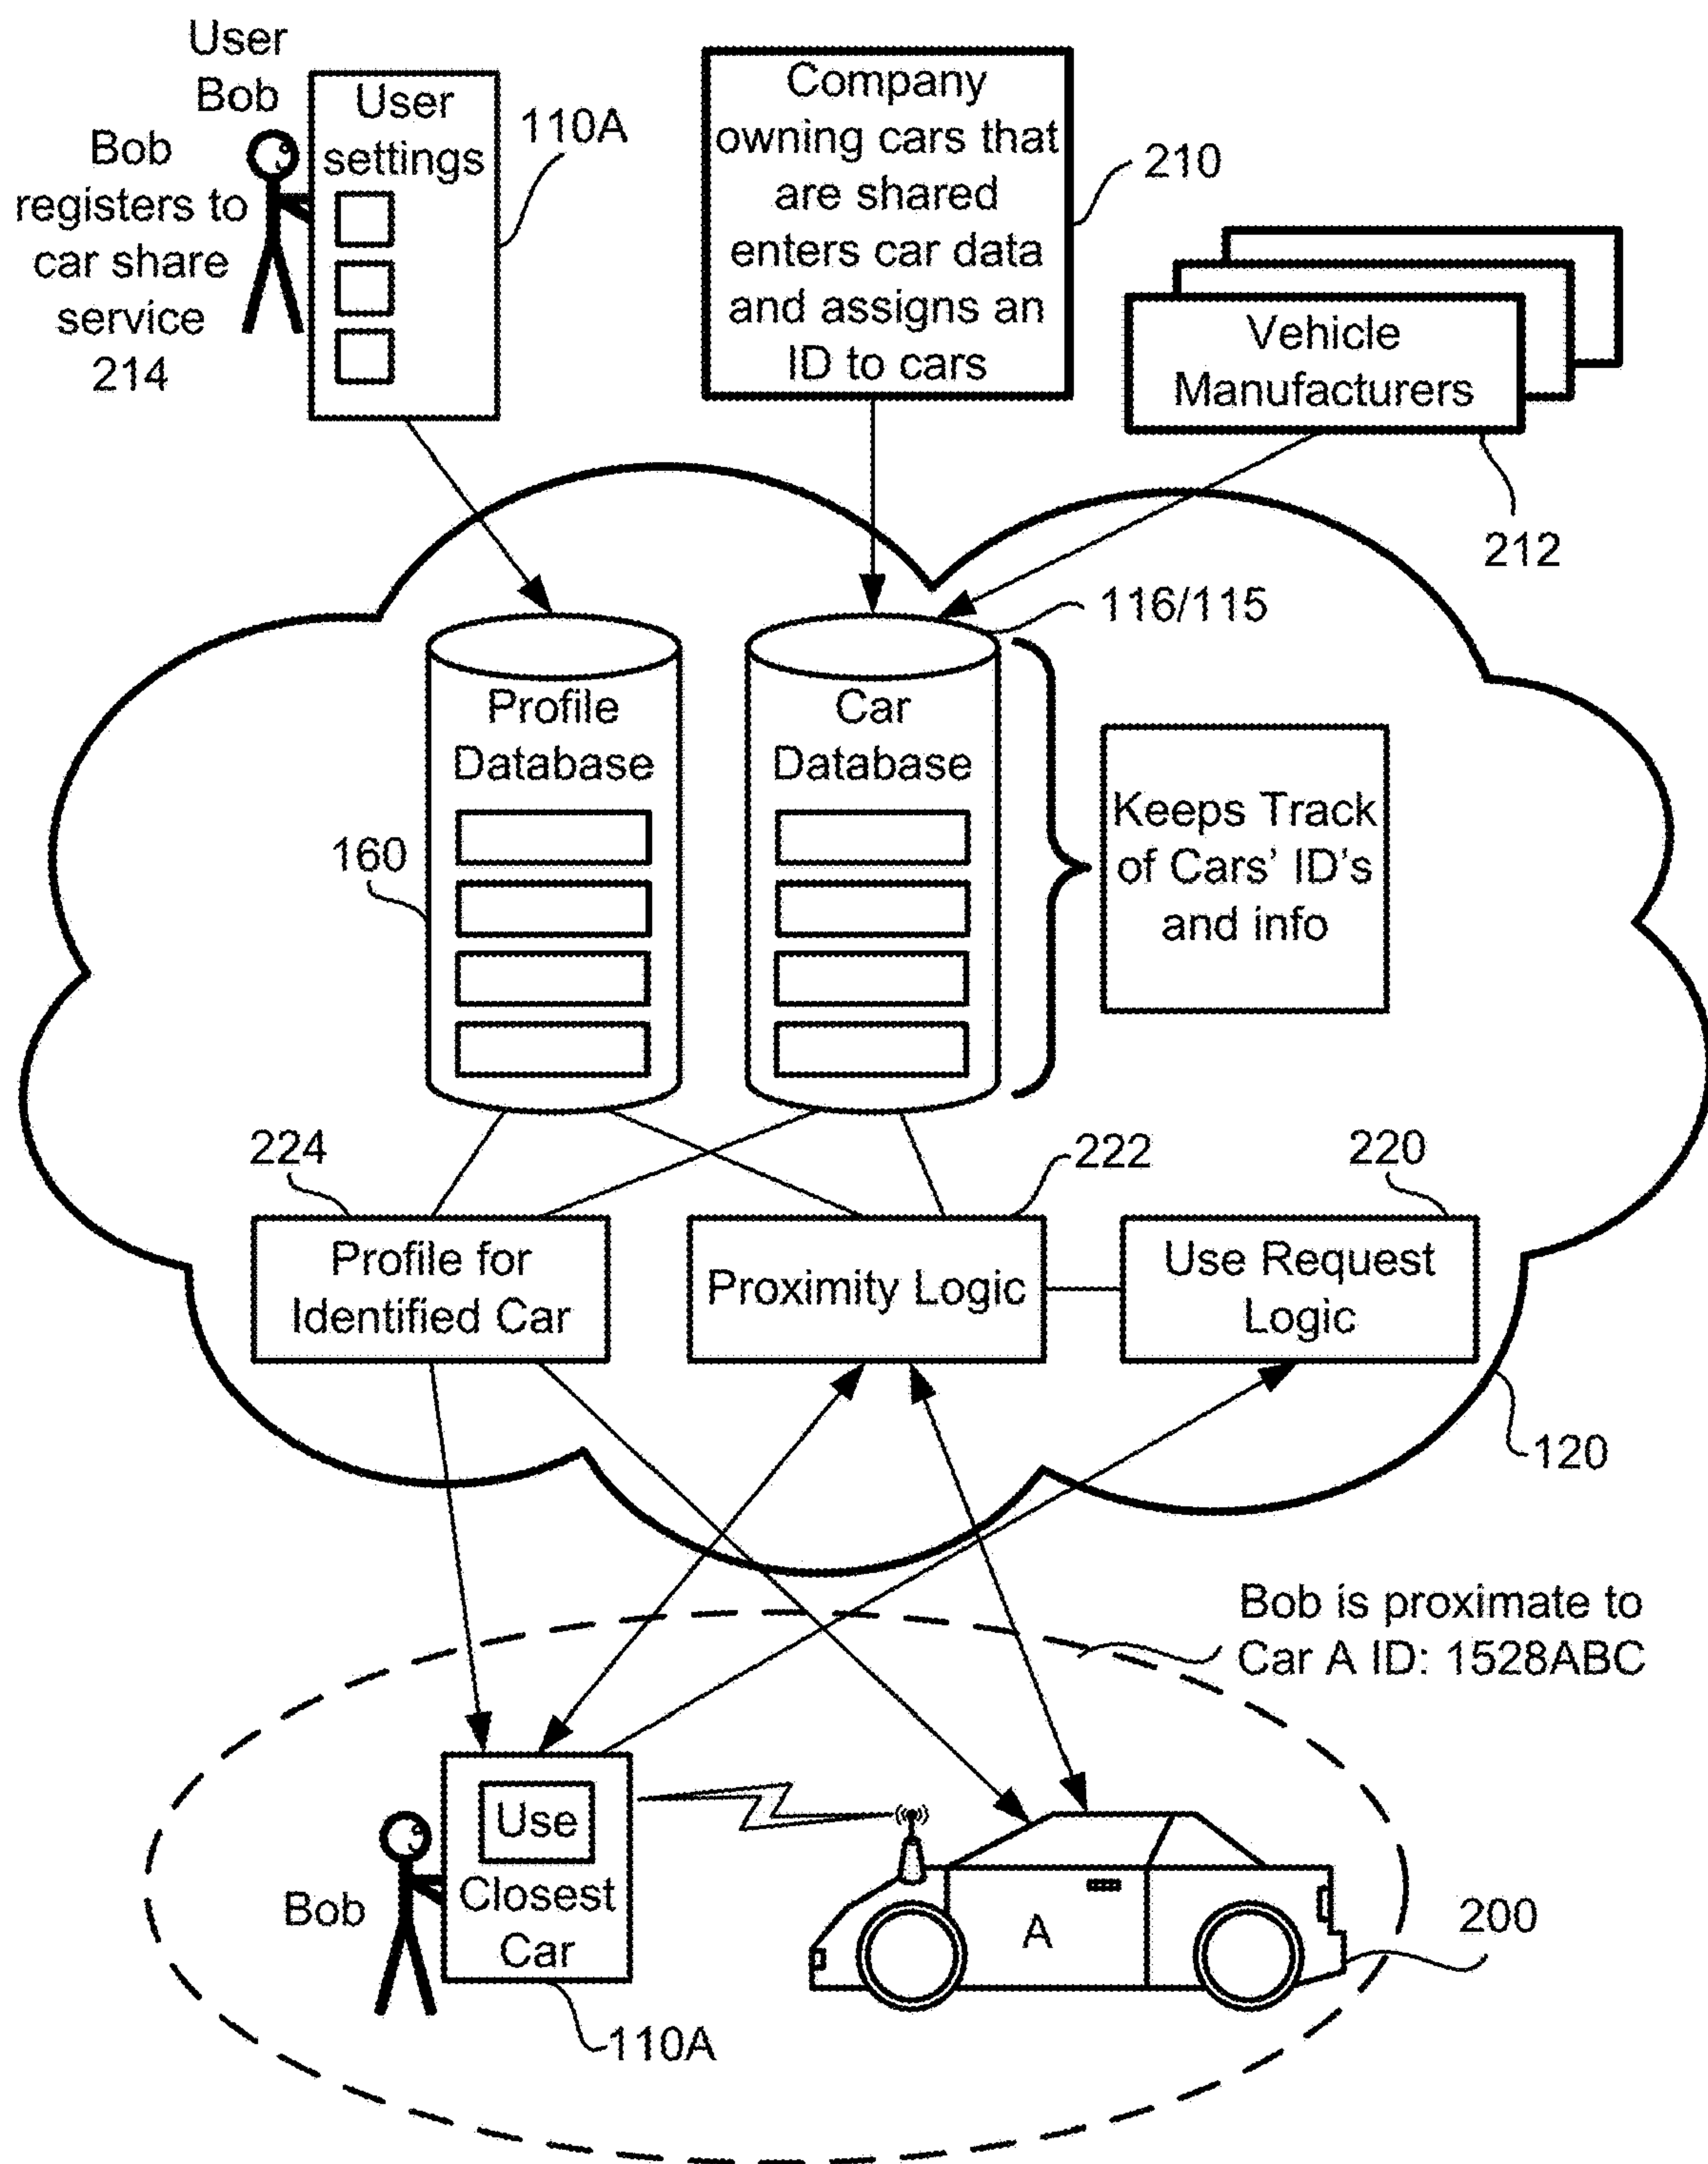 User
Bob
Bob
registers to
car share
service
214
User
settings
110A
Company
owning cars that
are shared
enters car data
and assigns an
ID to cars
210
Vehicle
Manufacturers
212
116/115
Profile
Database
Car
Database
160
Keeps Track
of Cars' ID's
and info
224
222
220
Profile for
Identified Car
Proximity Logic
Use Request
Logic
120
Bob is proximate to
Car A ID: 1528ABC
Use
Closest
Car
Bob
A
200
110A